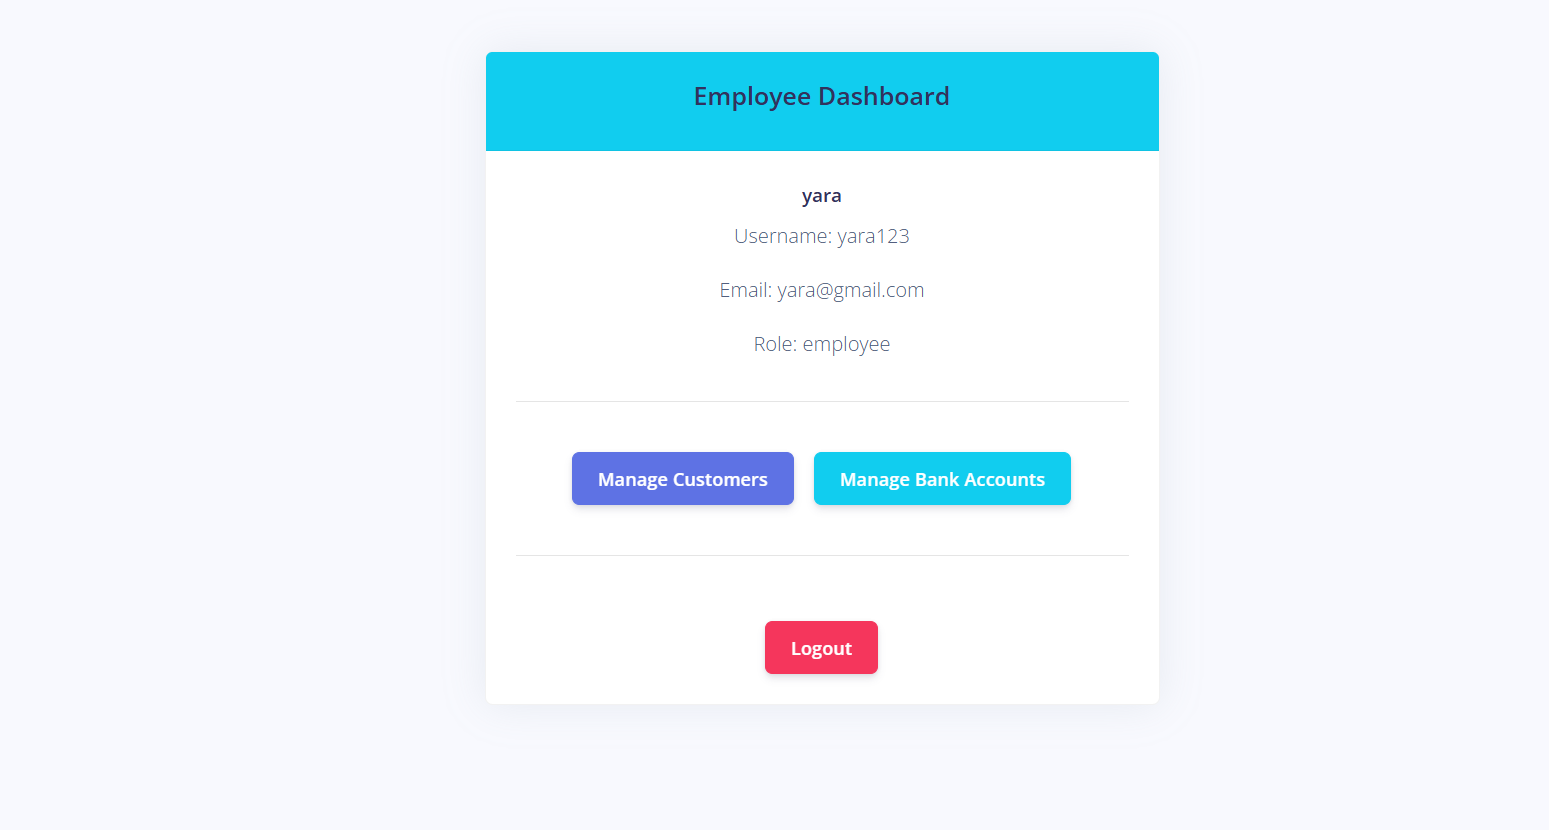 Employee Dashboard
yara
Username: yara123
Email: yara@gmail.com
Role: employee
Manage Customers
Manage Bank Accounts
Logout